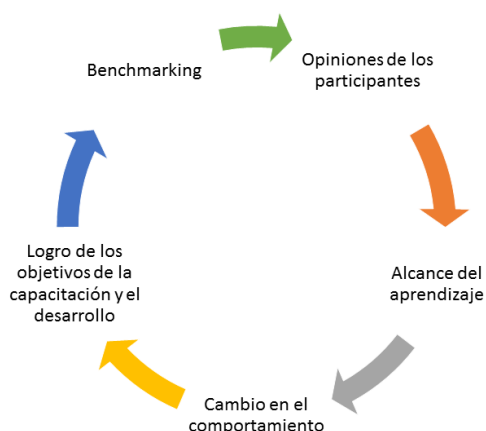 Benchmarking
Opiniones de los
participantes
Alcance del
aprendizaje
Cambio en el
comportamiento
Logro de los
objetivos de la
capacitación y el
desarrollo